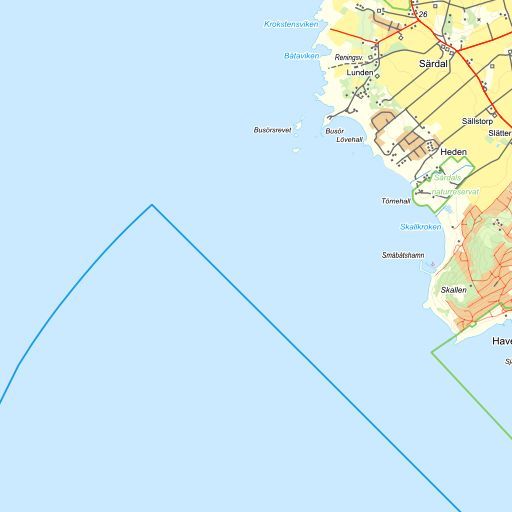 26
Krokstensviken
Båtaviken
Reningsv.
Särdal
Lunden
Busörsrevet
Busör
Lövehall
Sällstorp
Slätter
Heden
Särdals
naturreservat
Törnehall
Skallkroken
Småbåtshamn
Skallen
Have
Sj